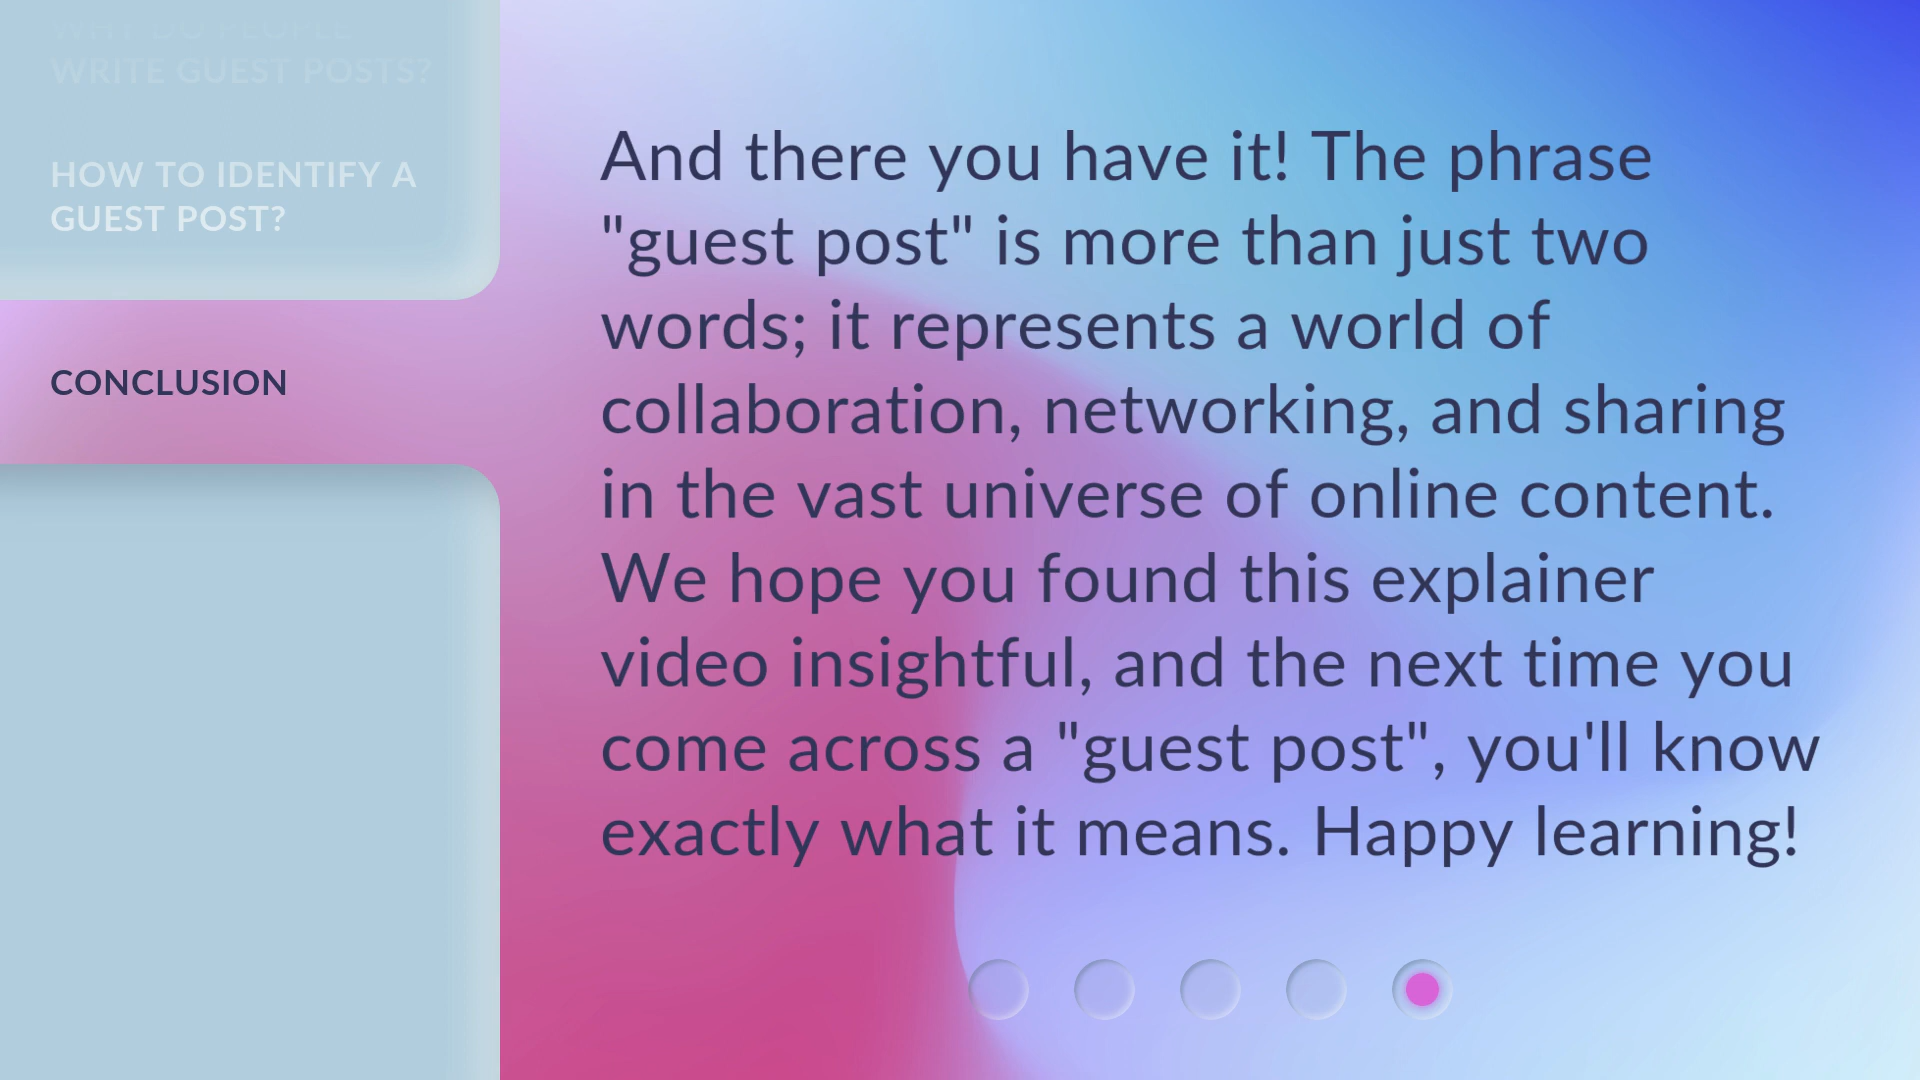 WHY DO PEOPLE
WRITE GUEST POSTS?
HOW TO IDENTIFY A
GUEST POST?
CONCLUSION
And there you have it! The phrase
"guest post" is more than just two
words; it represents a world of
collaboration, networking, and sharing
in the vast universe of online content.
We hope you found this explainer
video insightful, and the next time you
come across a "guest post", you'll know
exactly what it means. Happy learning!